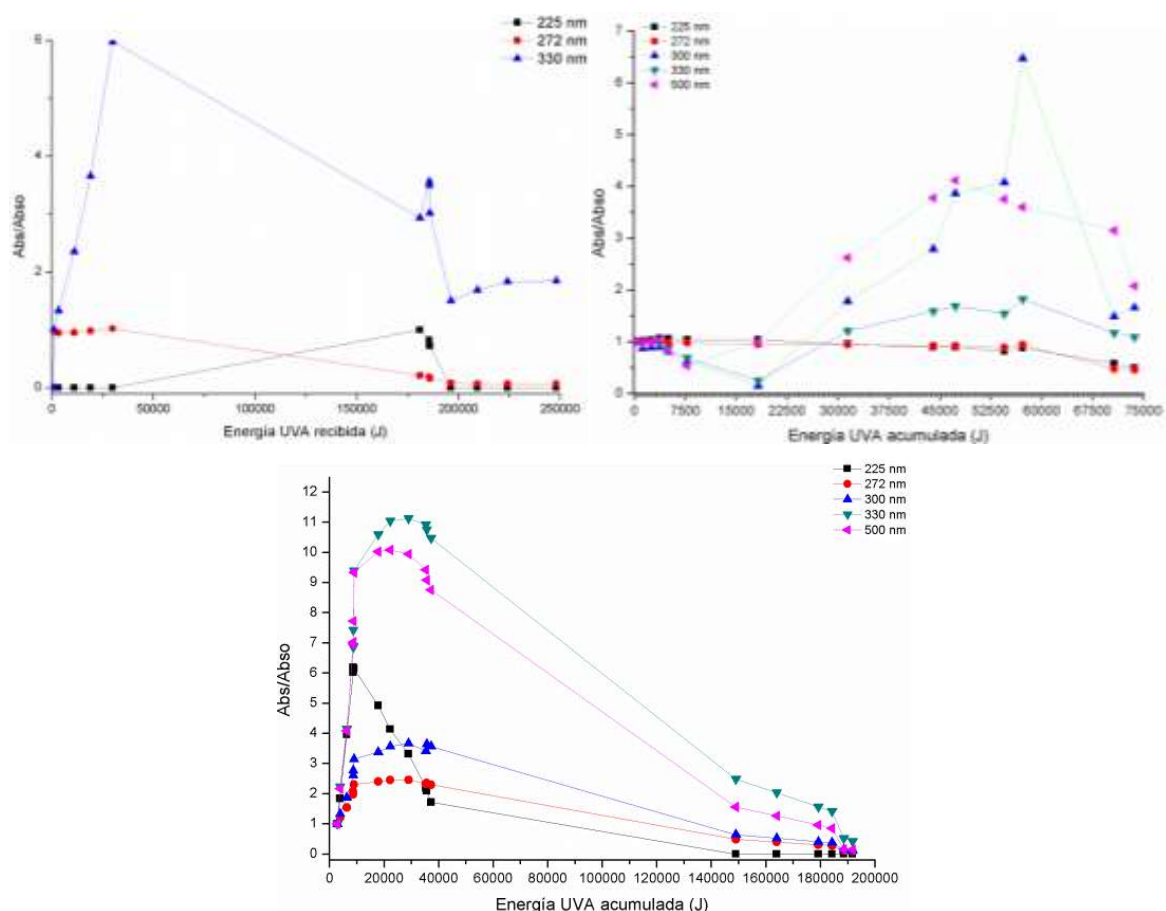 225 nm
272 nm
330 nm
6
4
2
0
Abs/Abso
0 50000 100000 150000 200000 250000
Energía UVA recibida (J)
225 nm
272 nm
300 nm
330 nm
500 nm
7
6
5
4
3
2
1
0
Abs/Abso
0 7500 15000 22500 30000 37500 45000 52500 60000 67500 75000
Energía UVA acumulada (J)
225 nm
272 nm
300 nm
330 nm
500 nm
12
11
10
9
8
7
6
5
4
3
2
1
0
Abs/Abso
0 20000 40000 60000 80000 100000 120000 140000 160000 180000 200000
Energía UVA acumulada (J)